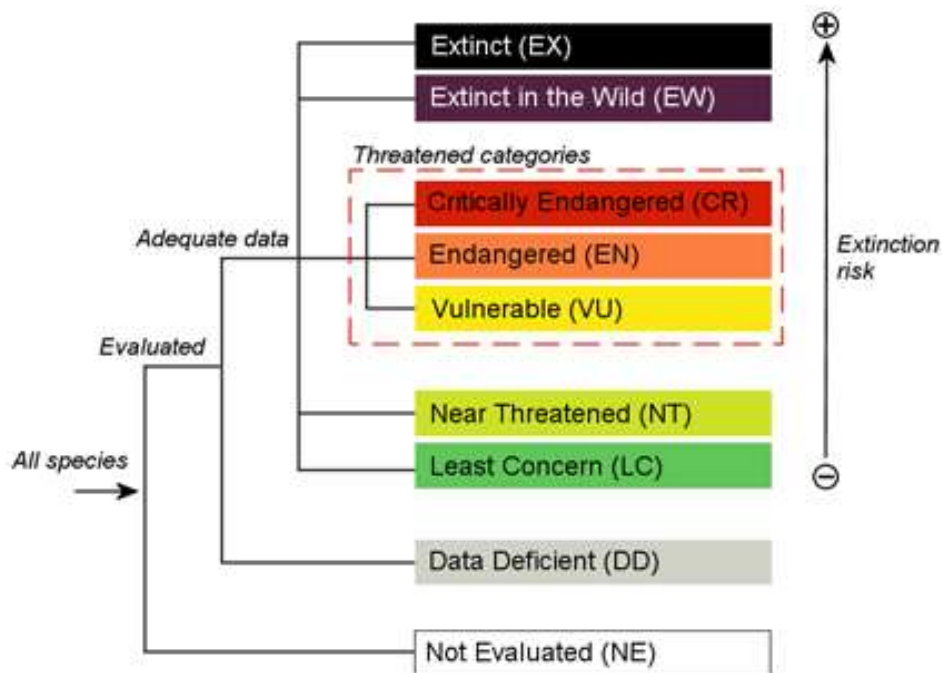 Extinct (EX)
Extinct in the Wild (EW)
Threatened categories
Critically Endangered (CR)
Adequate data
Endangered (EN)
Extinction
risk
Vulnerable (VU)
Evaluated
Near Threatened (NT)
All species
Least Concern (LC)
Data Deficient (DD)
Not Evaluated (NE)